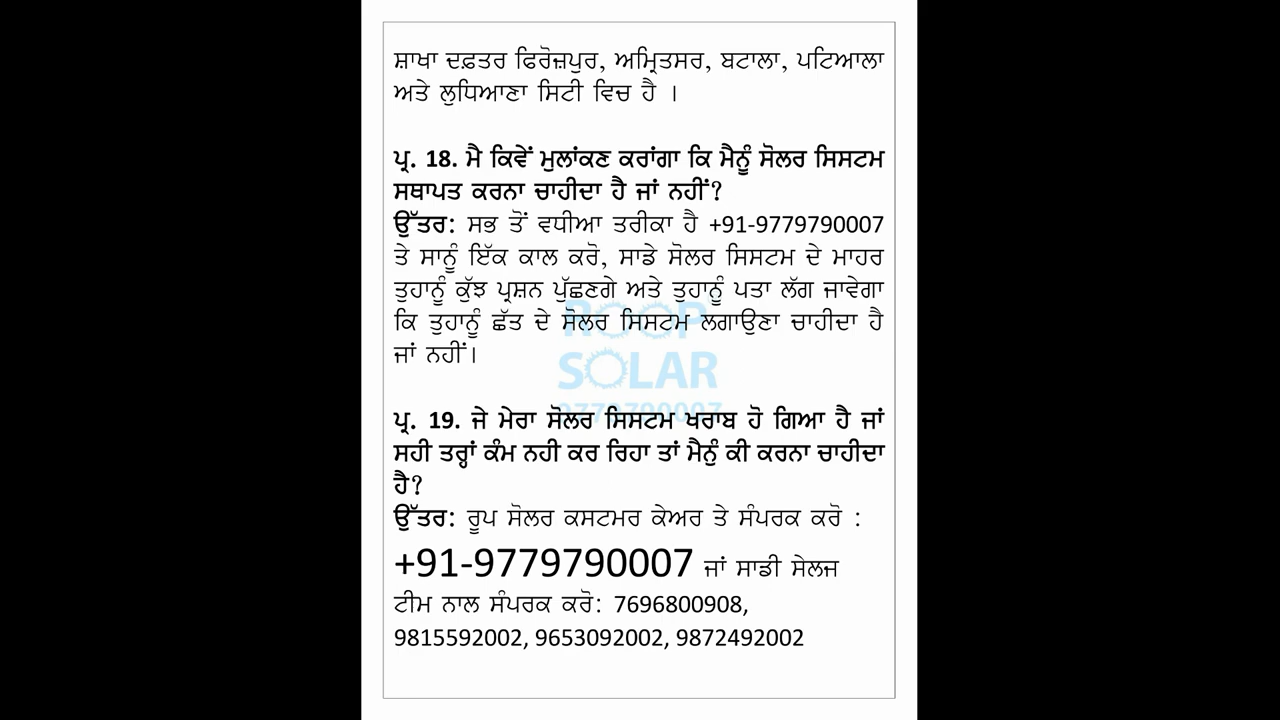 ਸ਼ਾਖਾ ਦਫ਼ਤਰ ਫਿਰੋਜ਼ਪੁਰ, ਅਮ੍ਰਿਤਸਰ, ਬਟਾਲਾ, ਪਟਿਆਲਾ
ਅਤੇ ਲੁਧਿਆਣਾ ਸਿਟੀ ਵਿਚ ਹੈ ।
ਪ੍ਰ. 18. ਮੈ ਕਿਵੇਂ ਮੁਲਾਂਕਣ ਕਰਾਂਗਾ ਕਿ ਮੈਨੂੰ ਸੋਲਰ ਸਿਸਟਮ
ਸਥਾਪਤ ਕਰਨਾ ਚਾਹੀਦਾ ਹੈ ਜਾਂ ਨਹੀਂ?
ਉੱਤਰ: ਸਭ ਤੋਂ ਵਧੀਆ ਤਰੀਕਾ ਹੈ +91-9779790007
ਤੇ ਸਾਨੂੰ ਇੱਕ ਕਾਲ ਕਰੋ, ਸਾਡੇ ਸੋਲਰ ਸਿਸਟਮ ਦੇ ਮਾਹਰ
ਤੁਹਾਨੂੰ ਕੁੱਝ ਪ੍ਰਸ਼ਨ ਪੁੱਛਣਗੇ ਅਤੇ ਤੁਹਾਨੂੰ ਪਤਾ ਲੱਗ ਜਾਵੇਗਾ
ਕਿ ਤੁਹਾਨੂੰ ਛੱਤ ਦੇ ਸੋਲਰ ਸਿਸਟਮ ਲਗਾਉਣਾ ਚਾਹੀਦਾ ਹੈ
ਜਾਂ ਨਹੀਂ।
ROOP
SOLAR
9779790007
ਪ੍ਰ. 19. ਜੇ ਮੇਰਾ ਸੋਲਰ ਸਿਸਟਮ ਖਰਾਬ ਹੋ ਗਿਆ ਹੈ ਜਾਂ
ਸਹੀ ਤਰ੍ਹਾਂ ਕੰਮ ਨਹੀ ਕਰ ਰਿਹਾ ਤਾਂ ਮੈਨੂੰ ਕੀ ਕਰਨਾ ਚਾਹੀਦਾ
ਹੈ?
ਉੱਤਰ: ਰੂਪ ਸੋਲਰ ਕਸਟਮਰ ਕੇਅਰ ਤੇ ਸੰਪਰਕ ਕਰੋ :
+91-9779790007 ਜਾਂ ਸਾਡੀ ਸੇਲਜ
ਟੀਮ ਨਾਲ ਸੰਪਰਕ ਕਰੋ: 7696800908,
9815592002, 9653092002, 9872492002